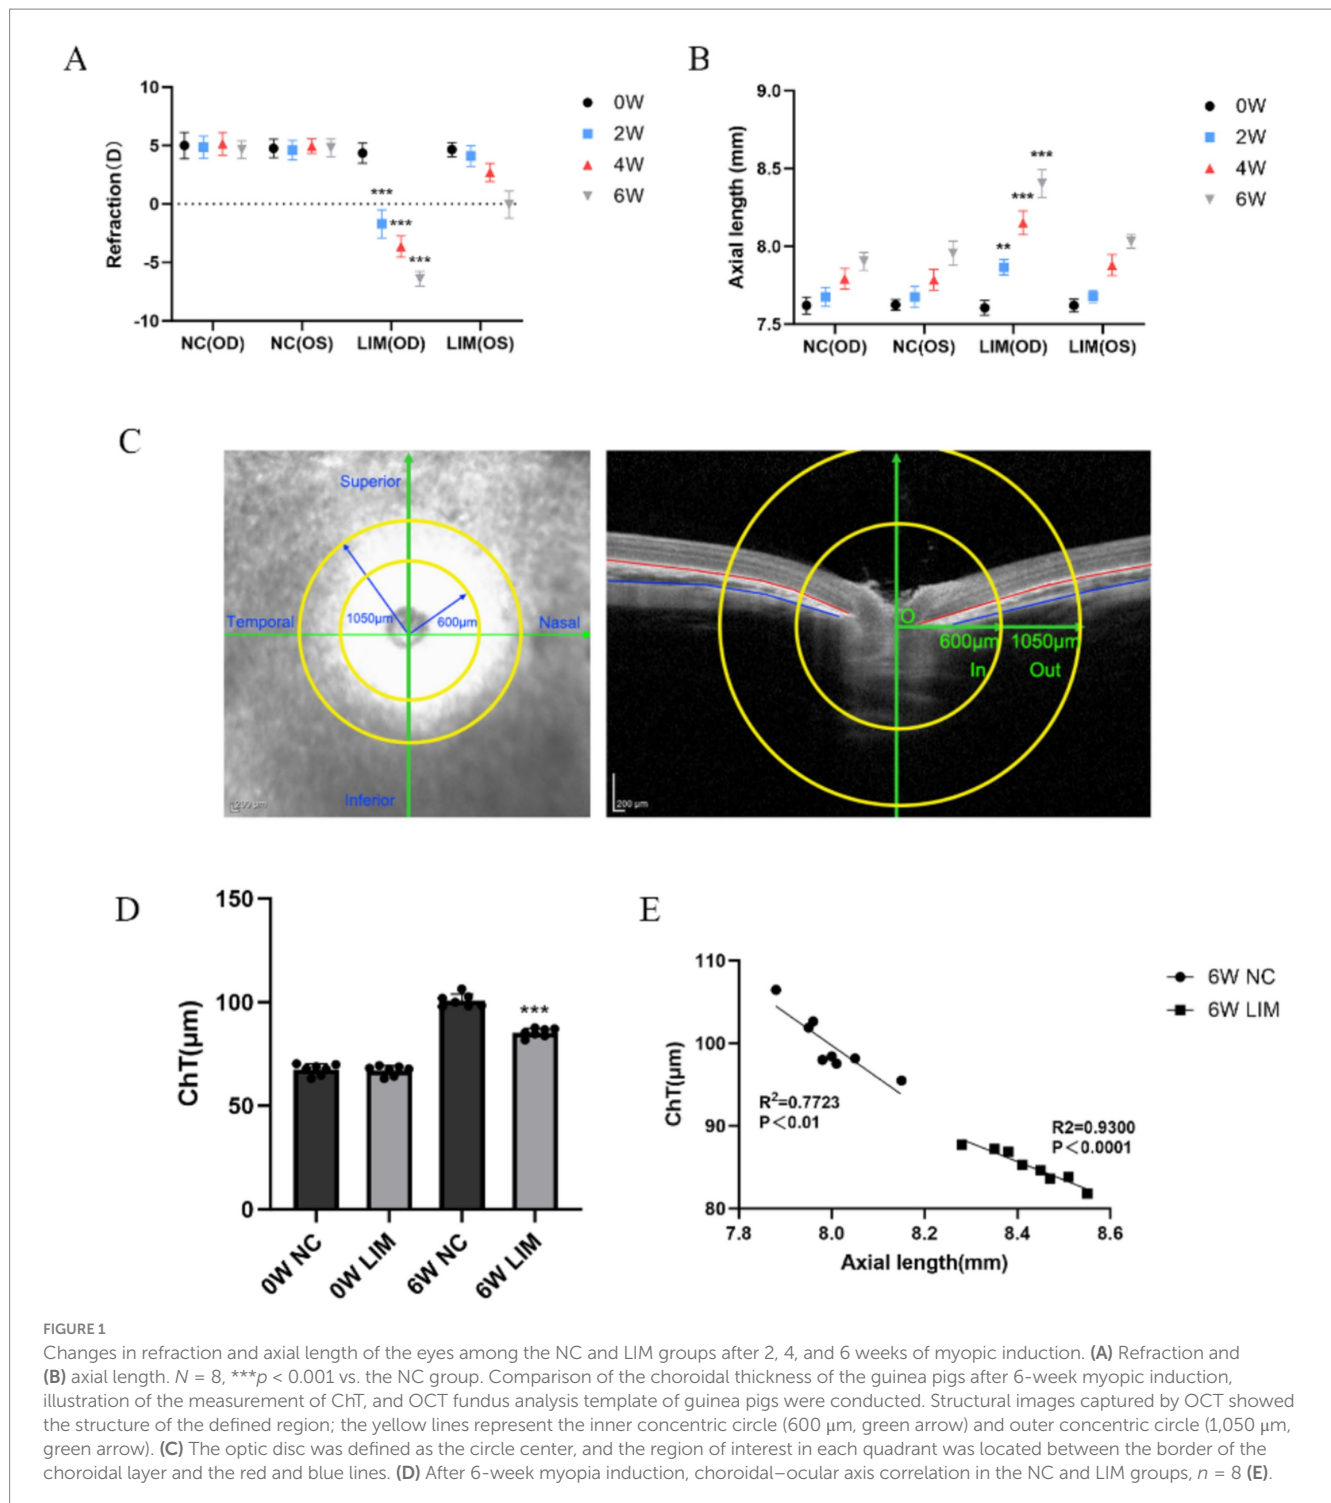 A
10
5
0
-5
-10
Refraction(D)
NC(OD)
NC(OS)
LIM(OD)
LIM(OS)
***
***
***
0W
2W
4W
6W
B
9.0
8.5
8.0
7.5
Axial length (mm)
NC(OD)
NC(OS)
LIM(OD)
LIM(OS)
**
***
***
0W
2W
4W
6W
C
Superior
Temporal
1050μm
600μm
Nasal
Inferior
200 μm
O
600μm
1050μm
In
Out
200 μm
D
150
100
50
0
ChT(μm)
***
0W NC
0W LIM
6W NC
6W LIM
E
110
100
90
80
ChT(μm)
7.8
8.0
8.2
8.4
8.6
Axial length(mm)
R²=0.7723
P<0.01
R2=0.9300
P<0.0001
6W NC
6W LIM
FIGURE 1
Changes in refraction and axial length of the eyes among the NC and LIM groups after 2, 4, and 6 weeks of myopic induction. (A) Refraction and
(B) axial length. N = 8, ***p < 0.001 vs. the NC group. Comparison of the choroidal thickness of the guinea pigs after 6-week myopic induction,
illustration of the measurement of ChT, and OCT fundus analysis template of guinea pigs were conducted. Structural images captured by OCT showed
the structure of the defined region; the yellow lines represent the inner concentric circle (600 μm, green arrow) and outer concentric circle (1,050 μm,
green arrow). (C) The optic disc was defined as the circle center, and the region of interest in each quadrant was located between the border of the
choroidal layer and the red and blue lines. (D) After 6-week myopia induction, choroidal–ocular axis correlation in the NC and LIM groups, n = 8 (E).